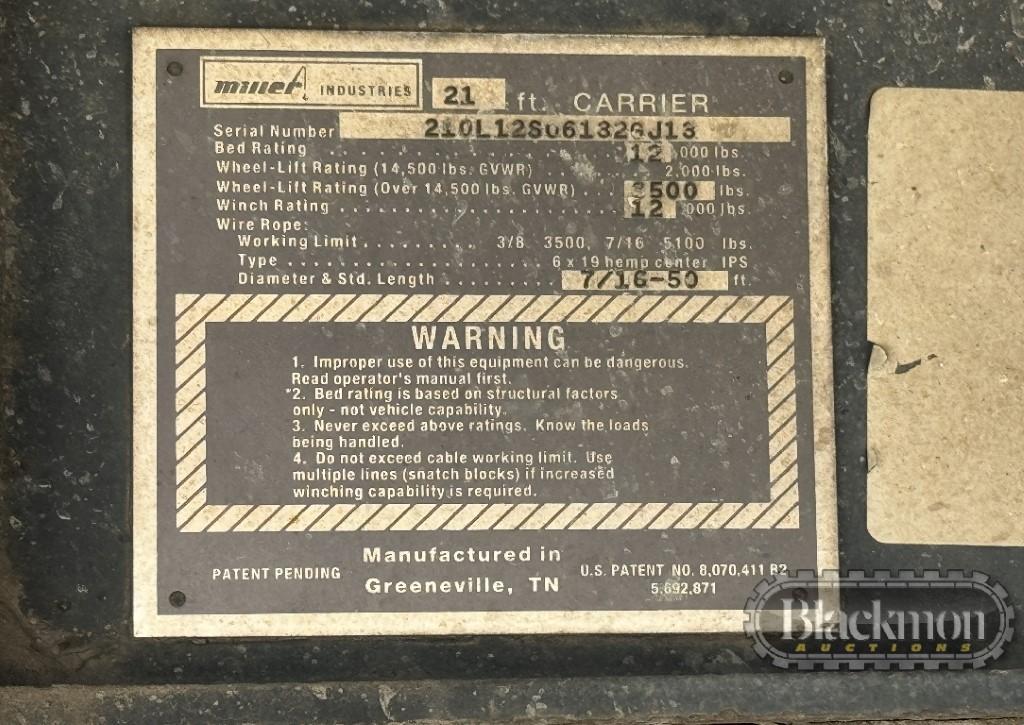 miller INDUSTRIES 21 ft. CARRIER
Serial Number 210L12S061326J13
Bed Rating . . . . . . . . . . . . . . . . . . . . 12 ,000 lbs.
Wheel-Lift Rating (14,500 lbs. GVWR) . . . . . . . 2,000 lbs.
Wheel-Lift Rating (Over 14,500 lbs. GVWR) . . . 3500 lbs.
Winch Rating . . . . . . . . . . . . . . . . . . . 12 ,000 lbs.
Wire Rope:
Working Limit . . . . . . . . . 3/8 3500, 7/16 5100 lbs.
Type . . . . . . . . . . . . . . . . . . . 6 x 19 hemp center IPS
Diameter & Std. Length . . . . . . . . . 7/16-50 ft.
WARNING
1. Improper use of this equipment can be dangerous.
Read operator's manual first.
*2. Bed rating is based on structural factors
only - not vehicle capability.
3. Never exceed above ratings. Know the loads
being handled.
4. Do not exceed cable working limit. Use
multiple lines (snatch blocks) if increased
winching capability is required.
PATENT PENDING
Manufactured in
Greeneville, TN
U.S. PATENT NO. 8,070,411 R2
5,692,871
Blackmon
AUCTIONS